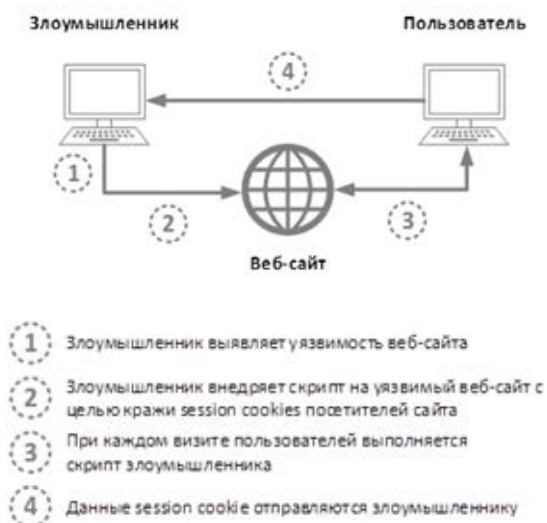 Злоумышленник
Пользователь
4
1
2
3
Веб-сайт
1 Злоумышленник выявляет уязвимость веб-сайта
2 Злоумышленник внедряет скрипт на уязвимый веб-сайт с
целью кражи session cookies посетителей сайта
3 При каждом визите пользователей выполняется
скрипт злоумышленника
4 Данные session cookie отправляются злоумышленнику